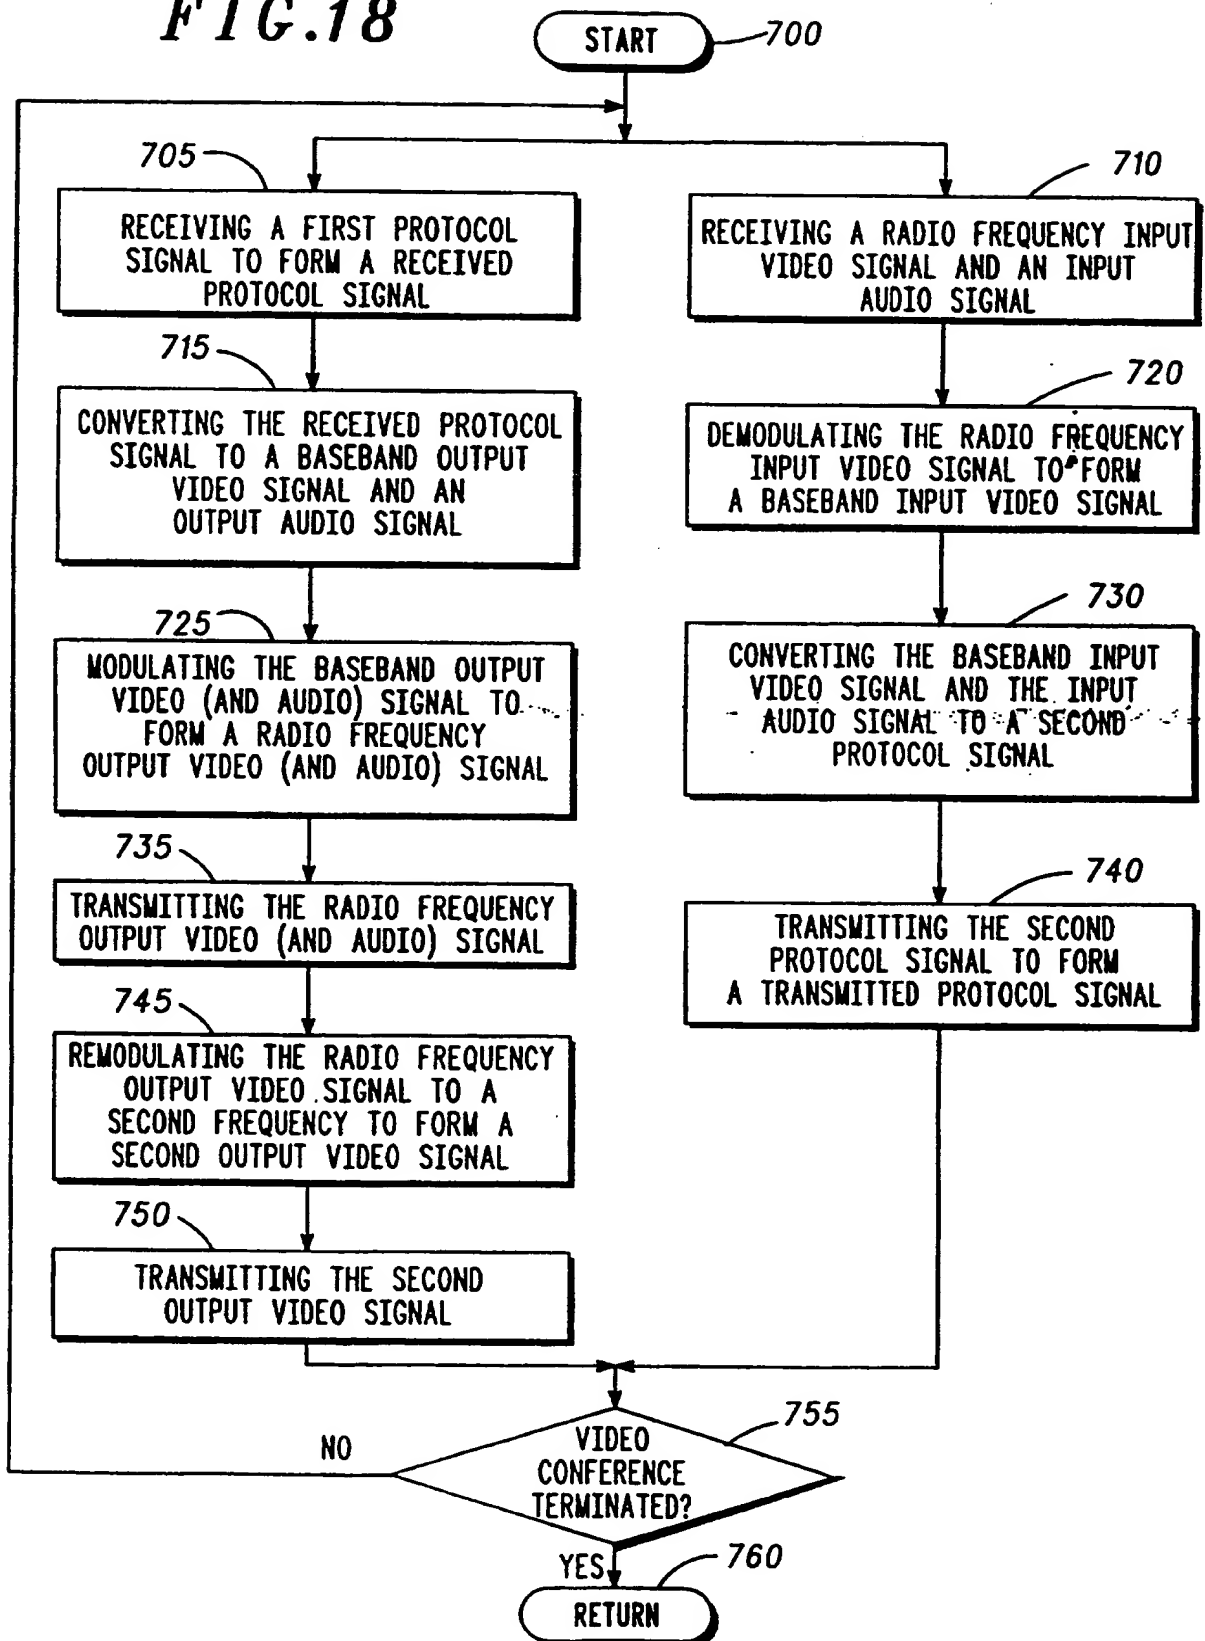 FIG.18
START
700
705
RECEIVING A FIRST PROTOCOL
SIGNAL TO FORM A RECEIVED
PROTOCOL SIGNAL
715
CONVERTING THE RECEIVED PROTOCOL
SIGNAL TO A BASEBAND OUTPUT
VIDEO SIGNAL AND AN
OUTPUT AUDIO SIGNAL
725
MODULATING THE BASEBAND OUTPUT
VIDEO (AND AUDIO) SIGNAL TO
FORM A RADIO FREQUENCY
OUTPUT VIDEO (AND AUDIO) SIGNAL
735
TRANSMITTING THE RADIO FREQUENCY
OUTPUT VIDEO (AND AUDIO) SIGNAL
745
REMODULATING THE RADIO FREQUENCY
OUTPUT VIDEO SIGNAL TO A
SECOND FREQUENCY TO FORM A
SECOND OUTPUT VIDEO SIGNAL
750
TRANSMITTING THE SECOND
OUTPUT VIDEO SIGNAL
710
RECEIVING A RADIO FREQUENCY INPUT
VIDEO SIGNAL AND AN INPUT
AUDIO SIGNAL
720
DEMODULATING THE RADIO FREQUENCY
INPUT VIDEO SIGNAL TO FORM
A BASEBAND INPUT VIDEO SIGNAL
730
CONVERTING THE BASEBAND INPUT
VIDEO SIGNAL AND THE INPUT
AUDIO SIGNAL TO A SECOND
PROTOCOL SIGNAL
740
TRANSMITTING THE SECOND
PROTOCOL SIGNAL TO FORM
A TRANSMITTED PROTOCOL SIGNAL
755
VIDEO
CONFERENCE
TERMINATED?
NO
YES
760
RETURN